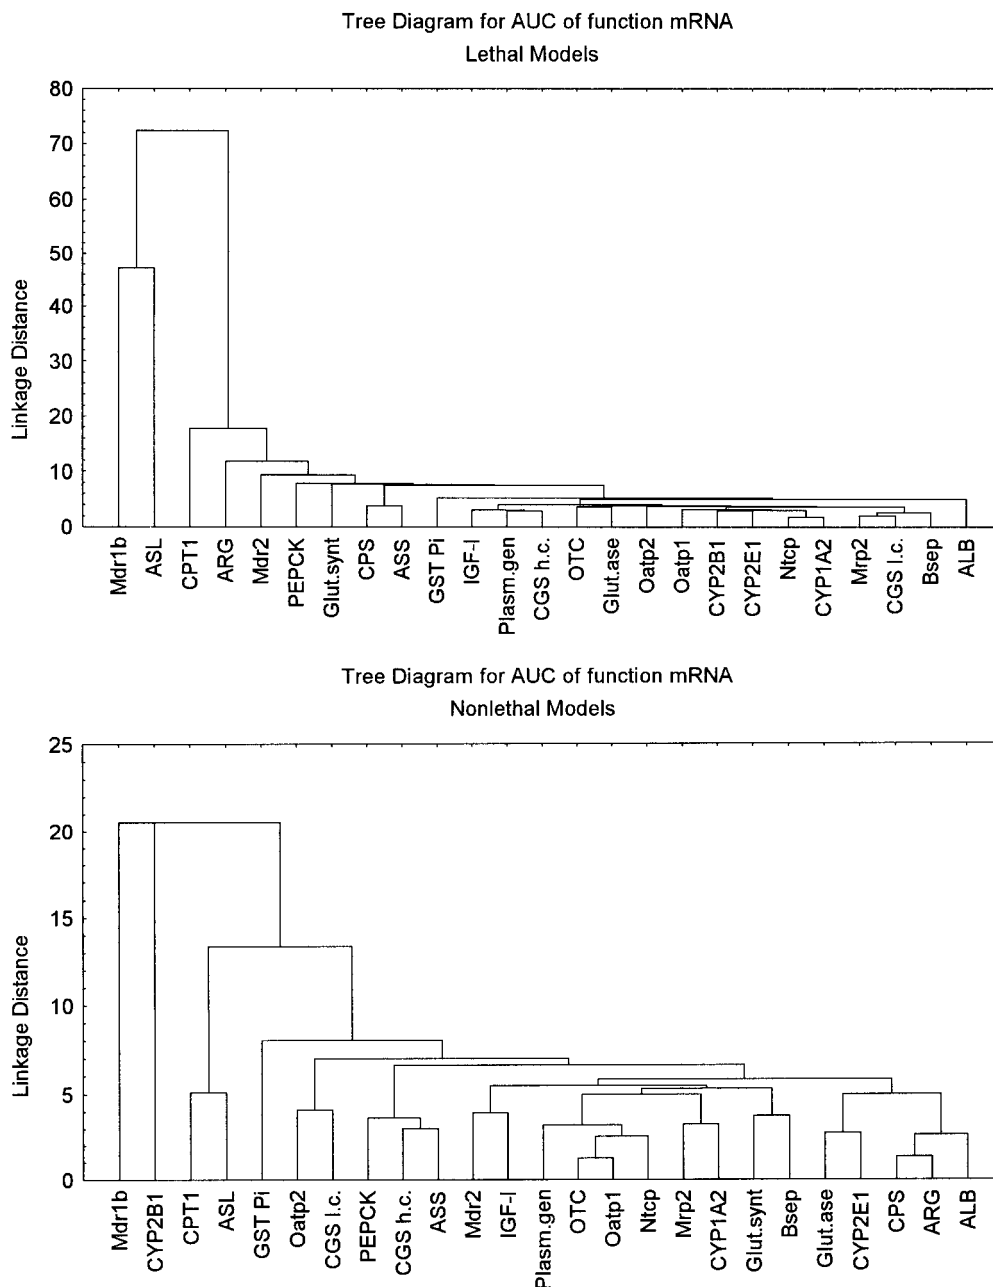 Tree Diagram for AUC of function mRNA
Lethal Models
80
70
60
50
40
30
20
10
0
Linkage Distance
Mdr1b
ASL
CPT1
ARG
Mdr2
PEPCK
Glut.synt
CPS
ASS
GST Pi
IGF-I
Plasm.gen
CGS h.c.
OTC
Glut.ase
Oatp2
Oatp1
CYP2B1
CYP2E1
Ntcp
CYP1A2
Mrp2
CGS l.c.
Bsep
ALB
Tree Diagram for AUC of function mRNA
Nonlethal Models
25
20
15
10
5
0
Linkage Distance
Mdr1b
CYP2B1
CPT1
ASL
GST Pi
Oatp2
CGS l.c.
PEPCK
CGS h.c.
ASS
Mdr2
IGF-I
Plasm.gen
OTC
Oatp1
Ntcp
Mrp2
CYP1A2
Glut.synt
Bsep
Glut.ase
CYP2E1
CPS
ARG
ALB